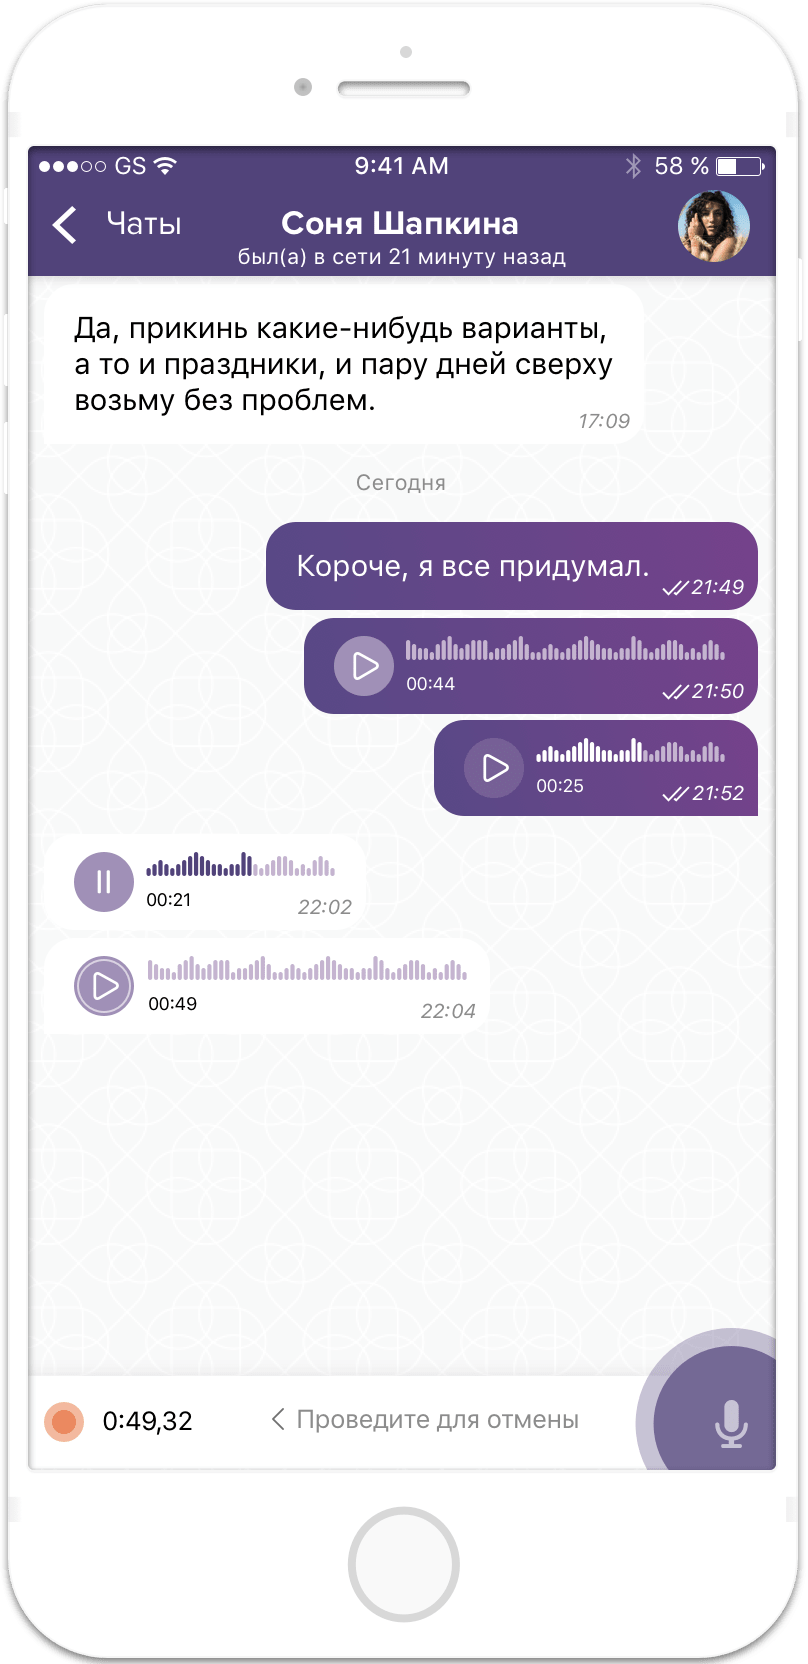 GS 9:41 AM 58 %
Чаты Соня Шапкина
был(а) в сети 21 минуту назад
Да, прикинь какие-нибудь варианты,
а то и праздники, и пару дней сверху
возьму без проблем.
17:09
Сегодня
Короче, я все придумал.
21:49
00:44
21:50
00:25
21:52
00:21
22:02
00:49
22:04
0:49,32 Проведите для отмены